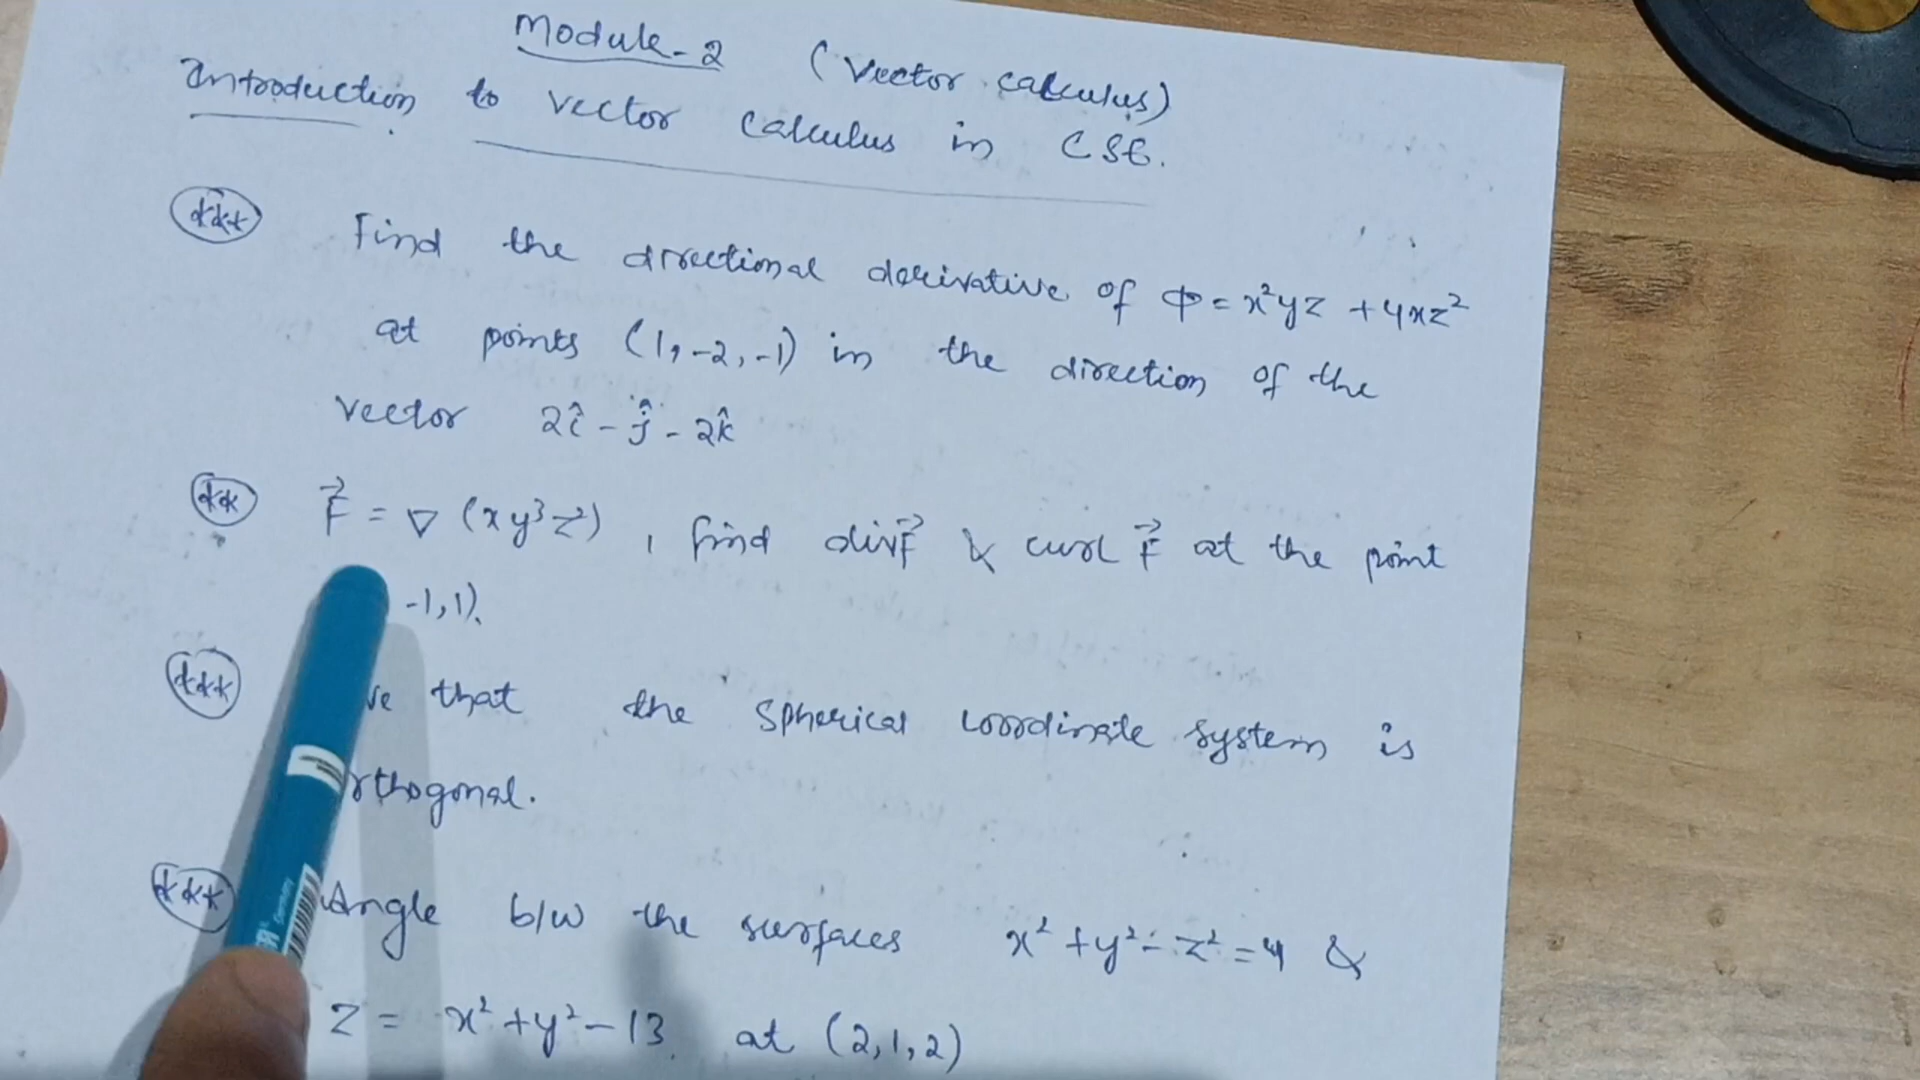 Module-2 (Vector calculus)
Introduction to vector calculus in CSE.
*** Find the directional derivative of φ = x²yz + 4xz²
at points (1, -2, -1) in the direction of the
vector 2î - ĵ - 2k̂
** F⃗ = ∇ (xy³z²), find divF⃗ & curl F⃗ at the point
-1, 1).
*** ve that the spherical coordinate system is
rthogonal.
*** Angle b/w the surfaces x² + y² - z² = 4 &
z = x² + y² - 13 at (2, 1, 2)